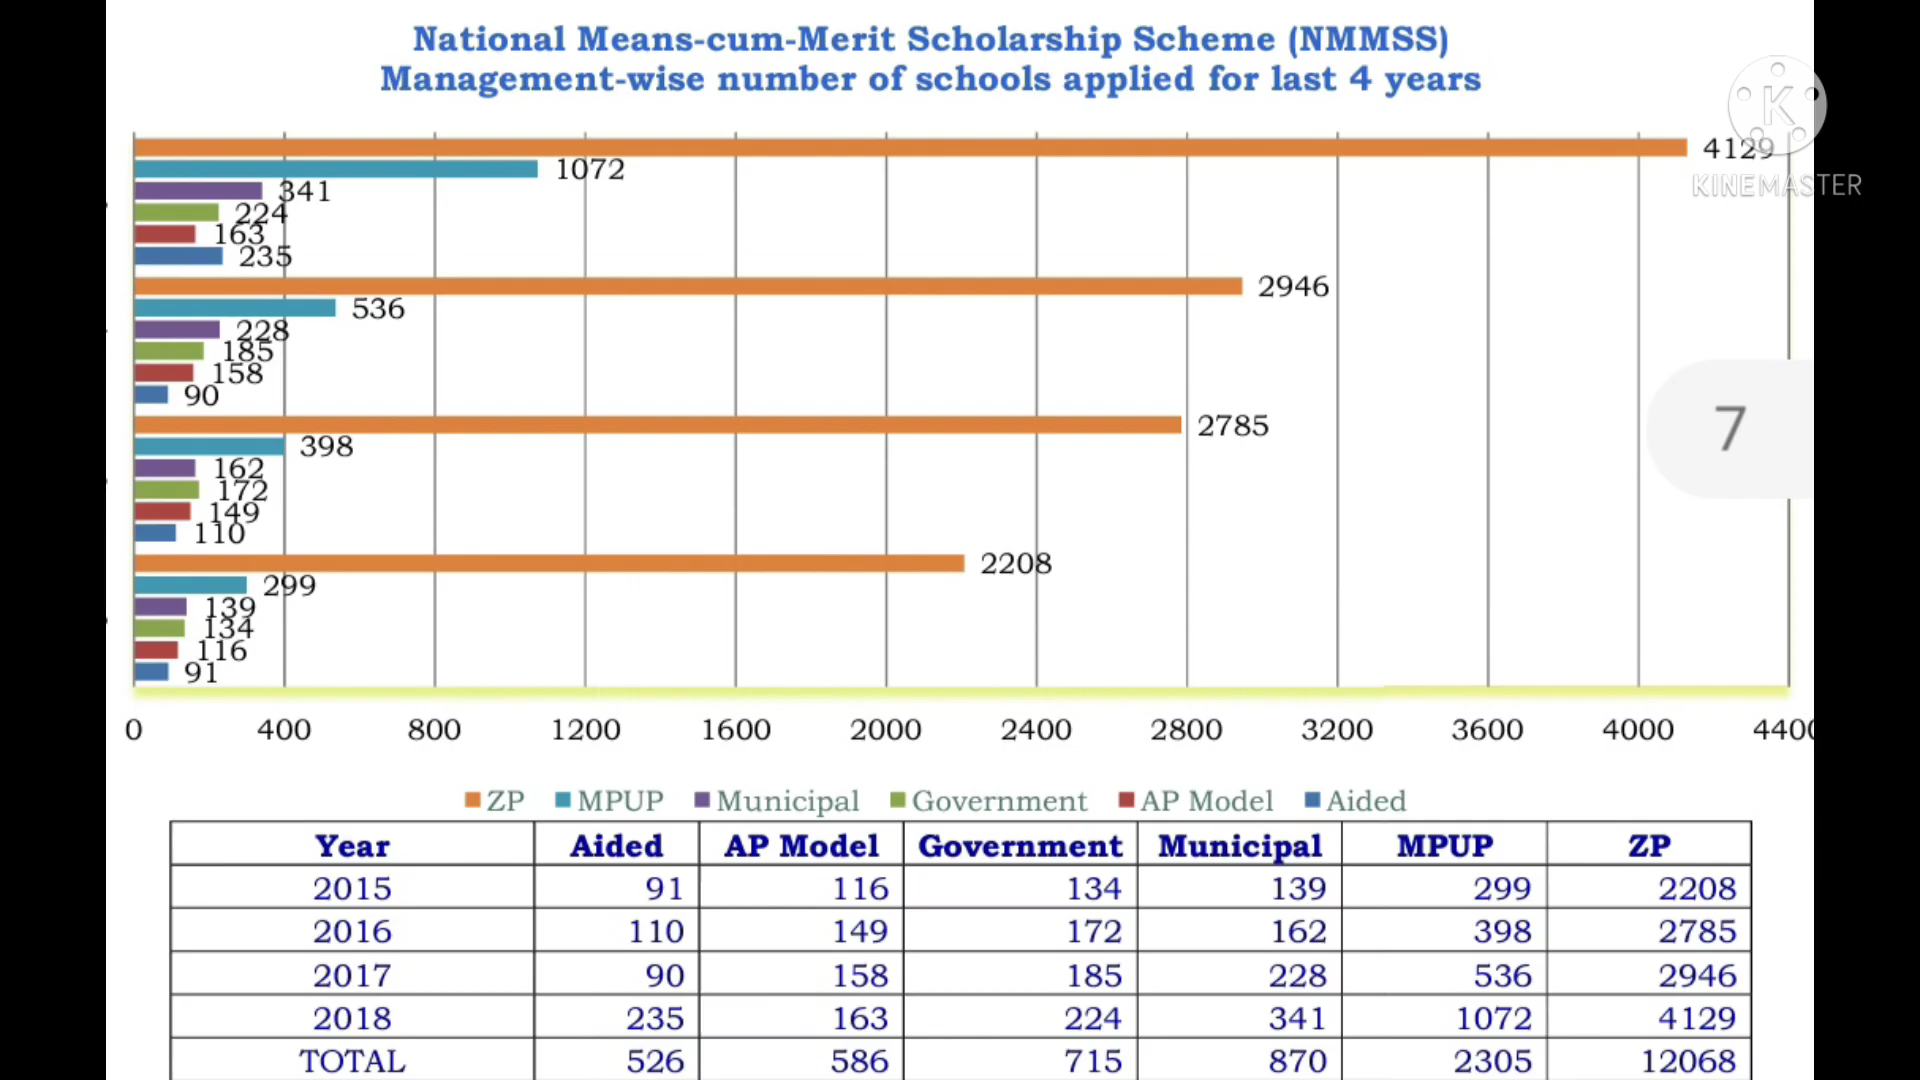 National Means-cum-Merit Scholarship Scheme (NMMSS)
Management-wise number of schools applied for last 4 years
K
KINEMASTER
4129
1072
341
224
163
235
2946
536
228
185
158
90
7
2785
398
162
172
149
110
2208
299
139
134
116
91
0 400 800 1200 1600 2000 2400 2800 3200 3600 4000 4400
ZP MPUP Municipal Government AP Model Aided
Year Aided AP Model Government Municipal MPUP ZP
2015 91 116 134 139 299 2208
2016 110 149 172 162 398 2785
2017 90 158 185 228 536 2946
2018 235 163 224 341 1072 4129
TOTAL 526 586 715 870 2305 12068